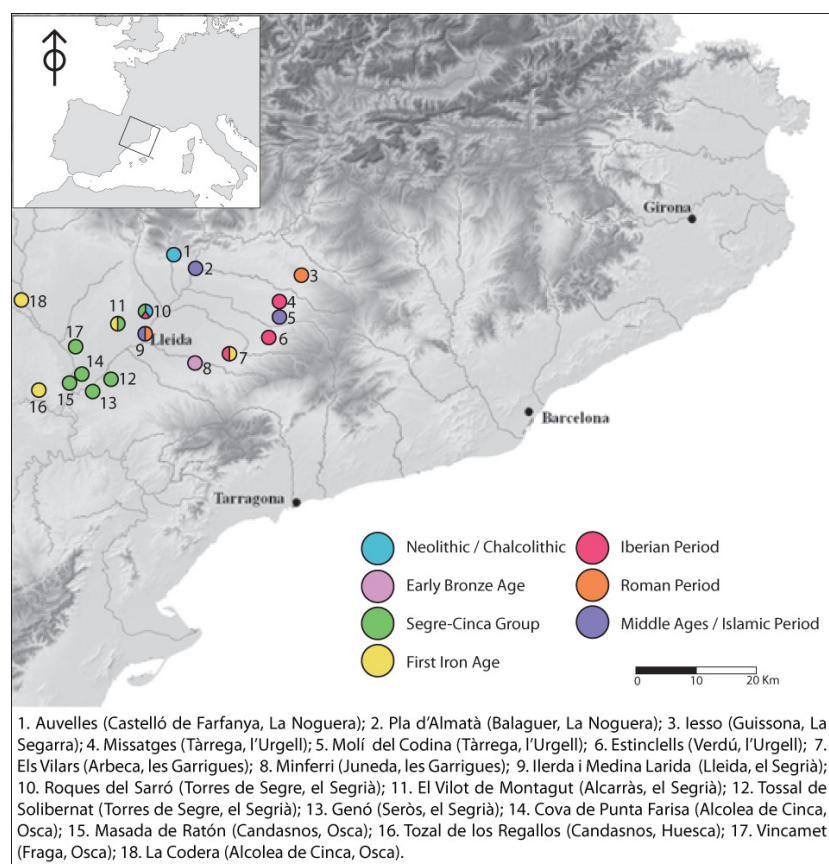 Girona
1
2
3
18
4
11
10
5
Lleida
17
9
6
7
14
12
8
16
15
13
Barcelona
Tarragona
Neolithic / Chalcolithic
Iberian Period
Early Bronze Age
Roman Period
Segre-Cinca Group
Middle Ages / Islamic Period
First Iron Age
0 10 20 Km
1. Auvelles (Castelló de Farfanya, La Noguera); 2. Pla d'Almatà (Balaguer, La Noguera); 3. Iesso (Guissona, La
Segarra); 4. Missatges (Tàrrega, l'Urgell); 5. Molí del Codina (Tàrrega, l'Urgell); 6. Estinclells (Verdú, l'Urgell); 7.
Els Vilars (Arbeca, les Garrigues); 8. Minferri (Juneda, les Garrigues); 9. Ilerda i Medina Larida (Lleida, el Segrià);
10. Roques del Sarró (Torres de Segre, el Segrià); 11. El Vilot de Montagut (Alcarràs, el Segrià); 12. Tossal de
Solibernat (Torres de Segre, el Segrià); 13. Genó (Seròs, el Segrià); 14. Cova de Punta Farisa (Alcolea de Cinca,
Osca); 15. Masada de Ratón (Candasnos, Osca); 16. Tozal de los Regallos (Candasnos, Huesca); 17. Vincamet
(Fraga, Osca); 18. La Codera (Alcolea de Cinca, Osca).